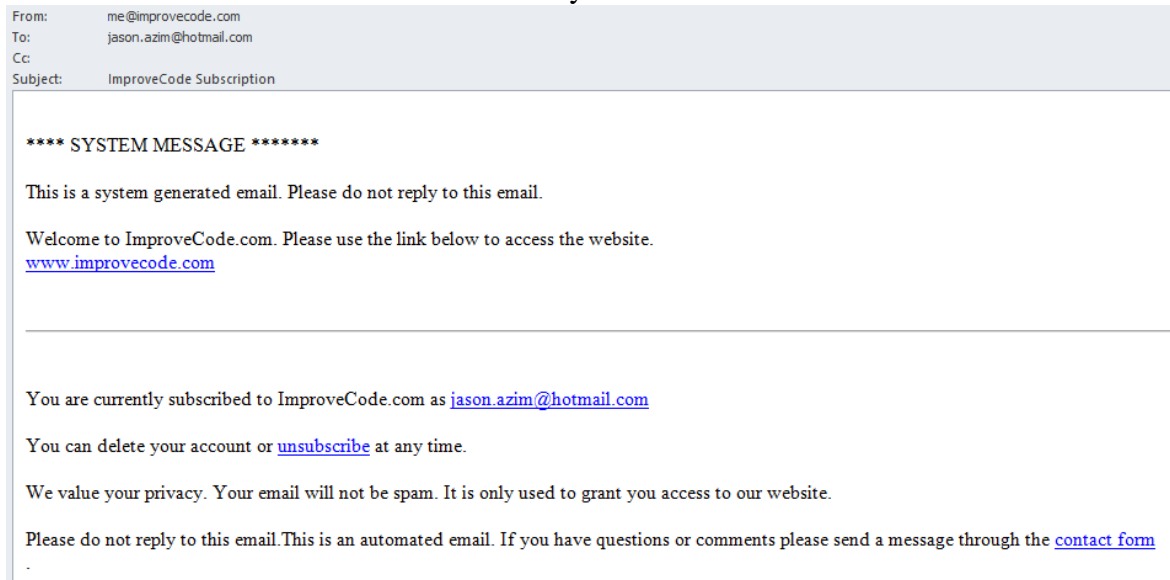 From: me@improvecode.com
To: jason.azim@hotmail.com
Cc:
Subject: ImproveCode Subscription
**** SYSTEM MESSAGE *******
This is a system generated email. Please do not reply to this email.
Welcome to ImproveCode.com. Please use the link below to access the website.
www.improvecode.com
You are currently subscribed to ImproveCode.com as jason.azim@hotmail.com
You can delete your account or unsubscribe at any time.
We value your privacy. Your email will not be spam. It is only used to grant you access to our website.
Please do not reply to this email.This is an automated email. If you have questions or comments please send a message through the contact form
.